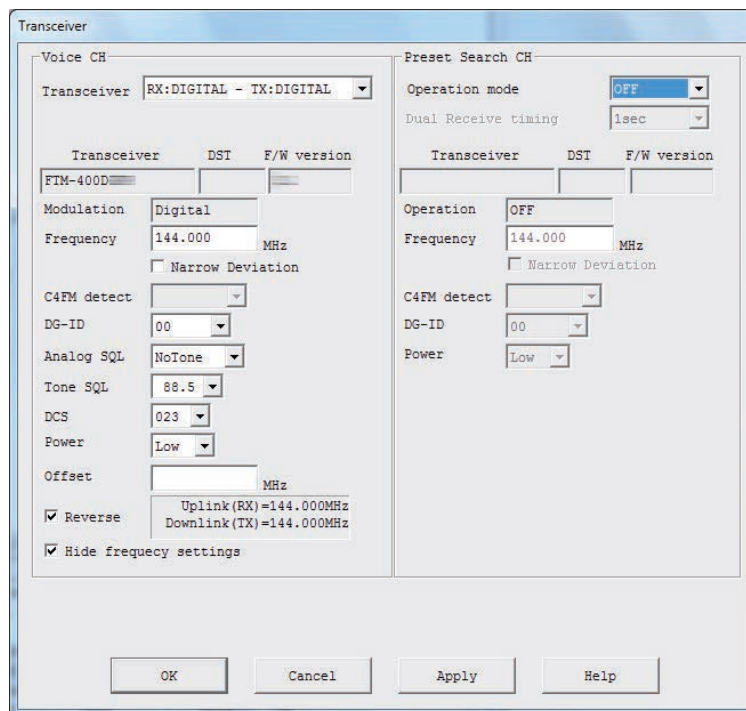 Transceiver
Voice CH
Transceiver RX:DIGITAL - TX:DIGITAL
Transceiver DST F/W version
FTM-400D
Modulation Digital
Frequency 144.000 MHz
Narrow Deviation
C4FM detect
DG-ID 00
Analog SQL NoTone
Tone SQL 88.5
DCS 023
Power Low
Offset MHz
Reverse Uplink(RX)=144.000MHz
Downlink(TX)=144.000MHz
Hide frequecy settings
Preset Search CH
Operation mode OFF
Dual Receive timing 1sec
Transceiver DST F/W version
Operation OFF
Frequency 144.000 MHz
Narrow Deviation
C4FM detect
DG-ID 00
Power Low
OK Cancel Apply Help